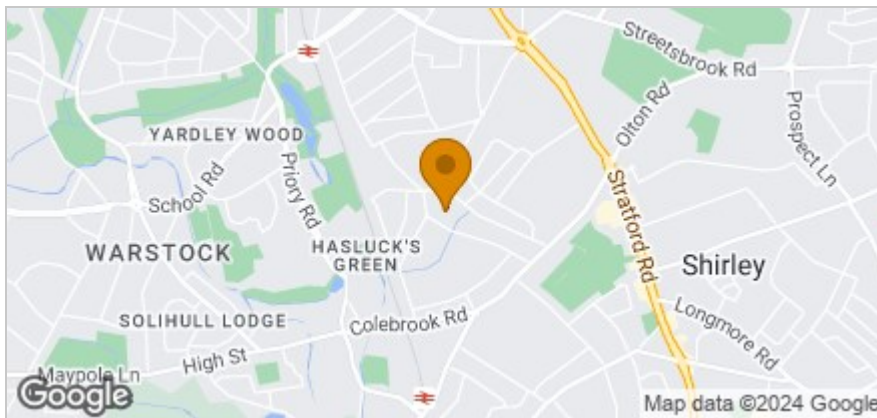 Streetsbrook Rd
Olton Rd
Prospect Ln
YARDLEY WOOD
School Rd
Priory Rd
Stratford Rd
WARSTOCK
HASLUCK'S
GREEN
Shirley
SOLIHULL LODGE
Colebrook Rd
Longmore Rd
High St
Maypole Ln
Google
Map data ©2024 Google